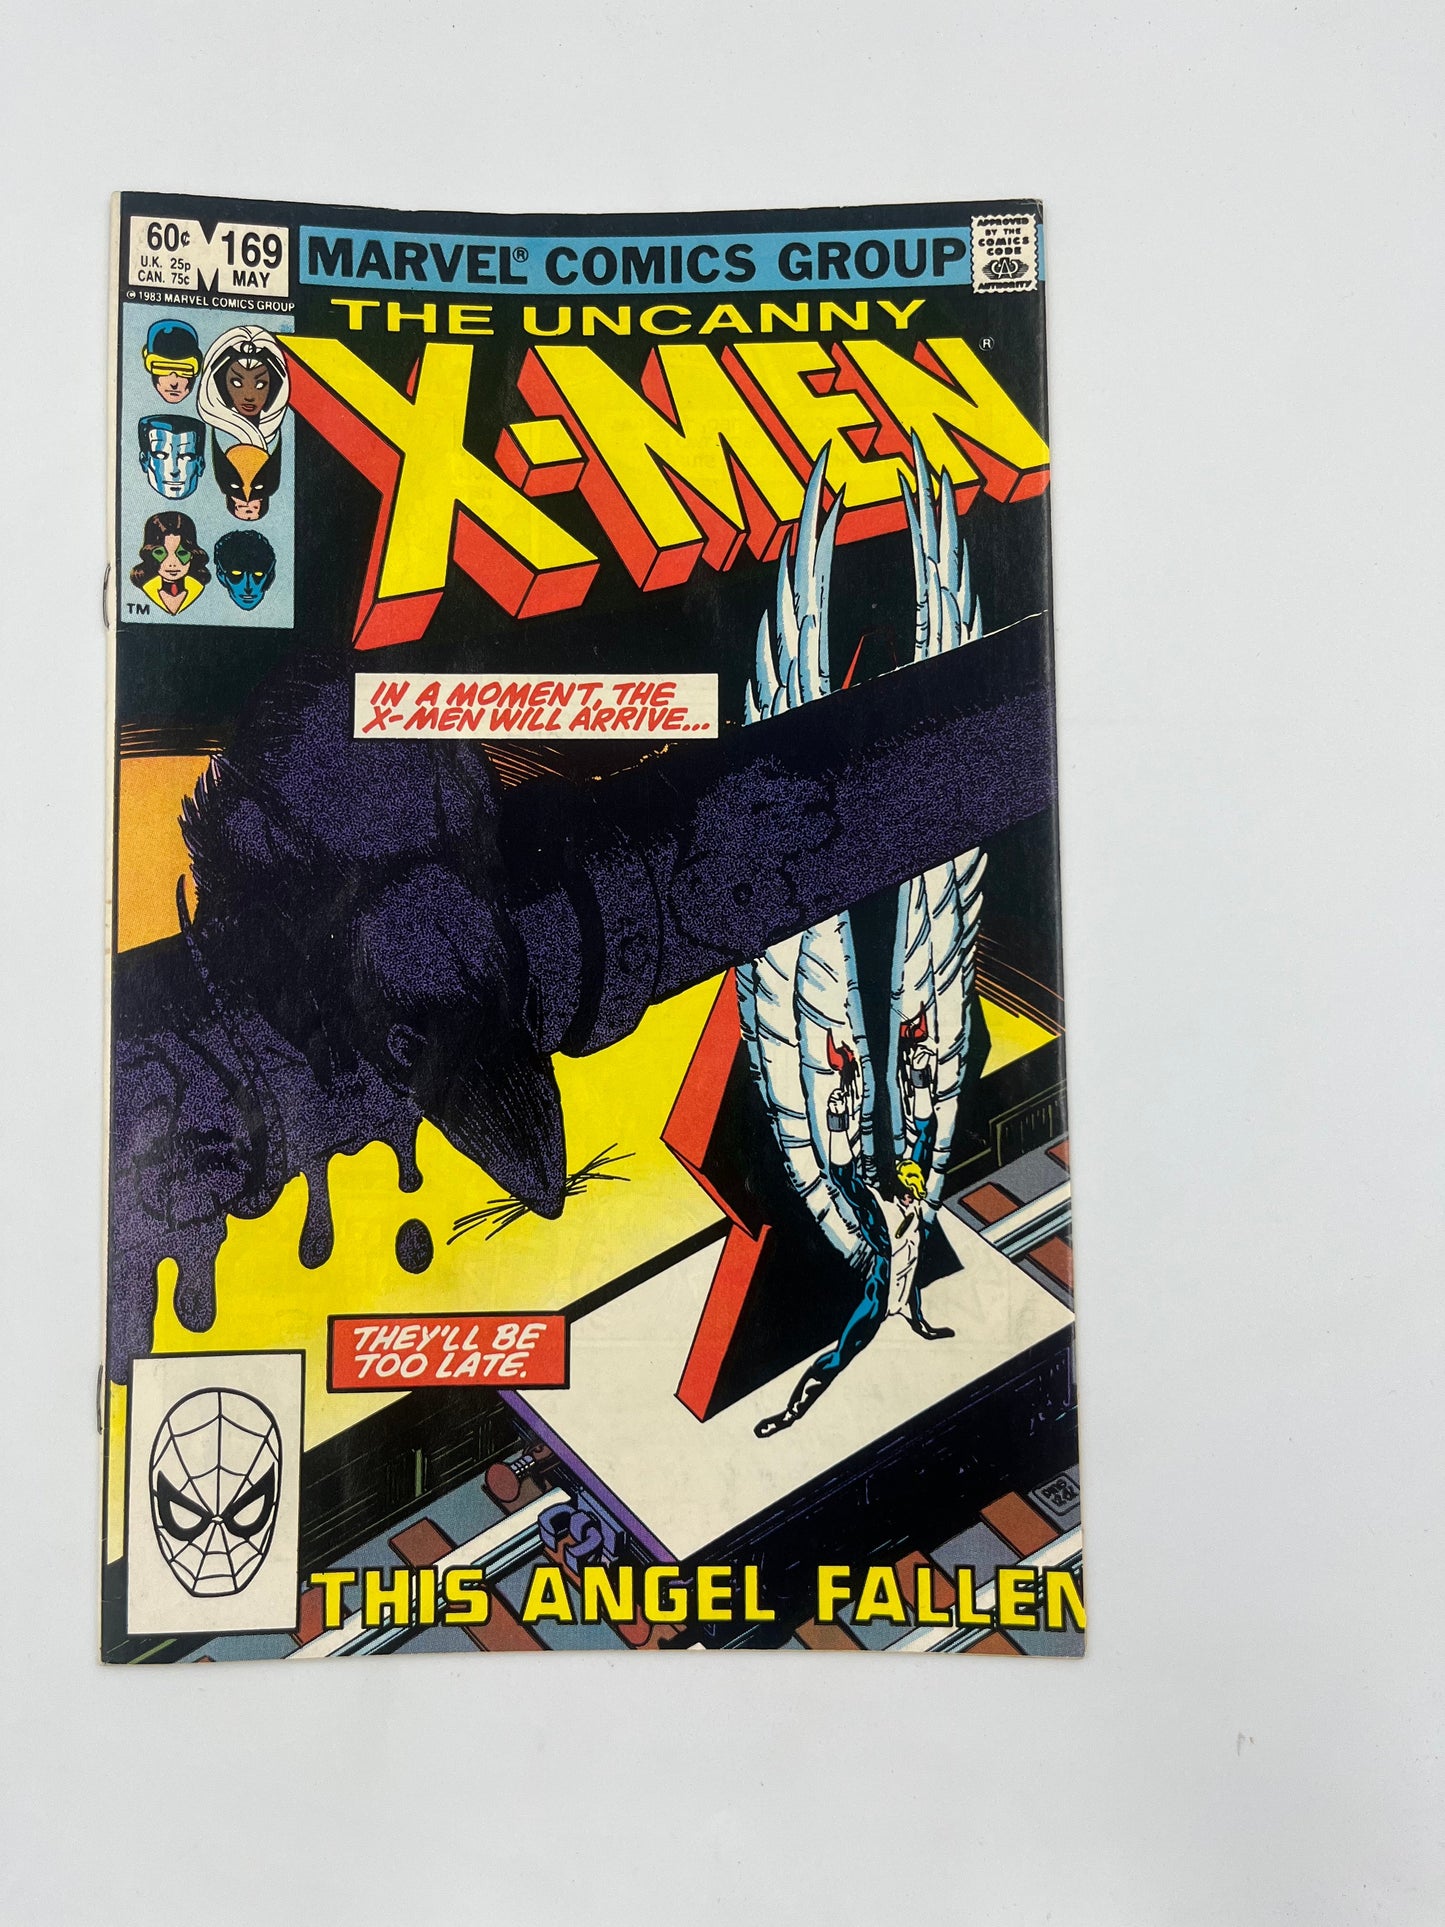 60¢
U.K. 25p
CAN. 75¢
169
MAY
© 1983 MARVEL COMICS GROUP
MARVEL® COMICS GROUP
APPROVED
BY THE
COMICS
CODE
CA
AUTHORITY
THE UNCANNY
X-MEN®
TM
IN A MOMENT, THE
X-MEN WILL ARRIVE...
THEY'LL BE
TOO LATE.
THIS ANGEL FALLEN